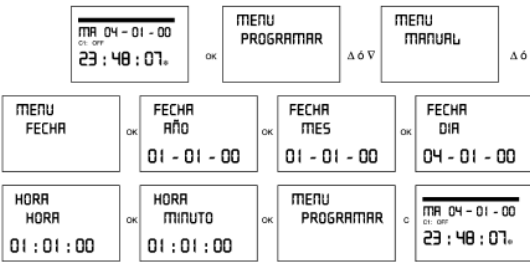 MA 04 - 01 - 00
C1: OFF
23 : 48 : 07.
OK
MENU
PROGRAMAR
Δ ó ∇
MENU
MANUAL
Δ ó
MENU
FECHA
OK
FECHA
AÑO
01 - 01 - 00
OK
FECHA
MES
01 - 01 - 00
OK
FECHA
DIA
04 - 01 - 00
HORA
HORA
01 : 01 : 00
OK
HORA
MINUTO
01 : 01 : 00
OK
MENU
PROGRAMAR
C
MA 04 - 01 - 00
C1: OFF
23 : 48 : 07.